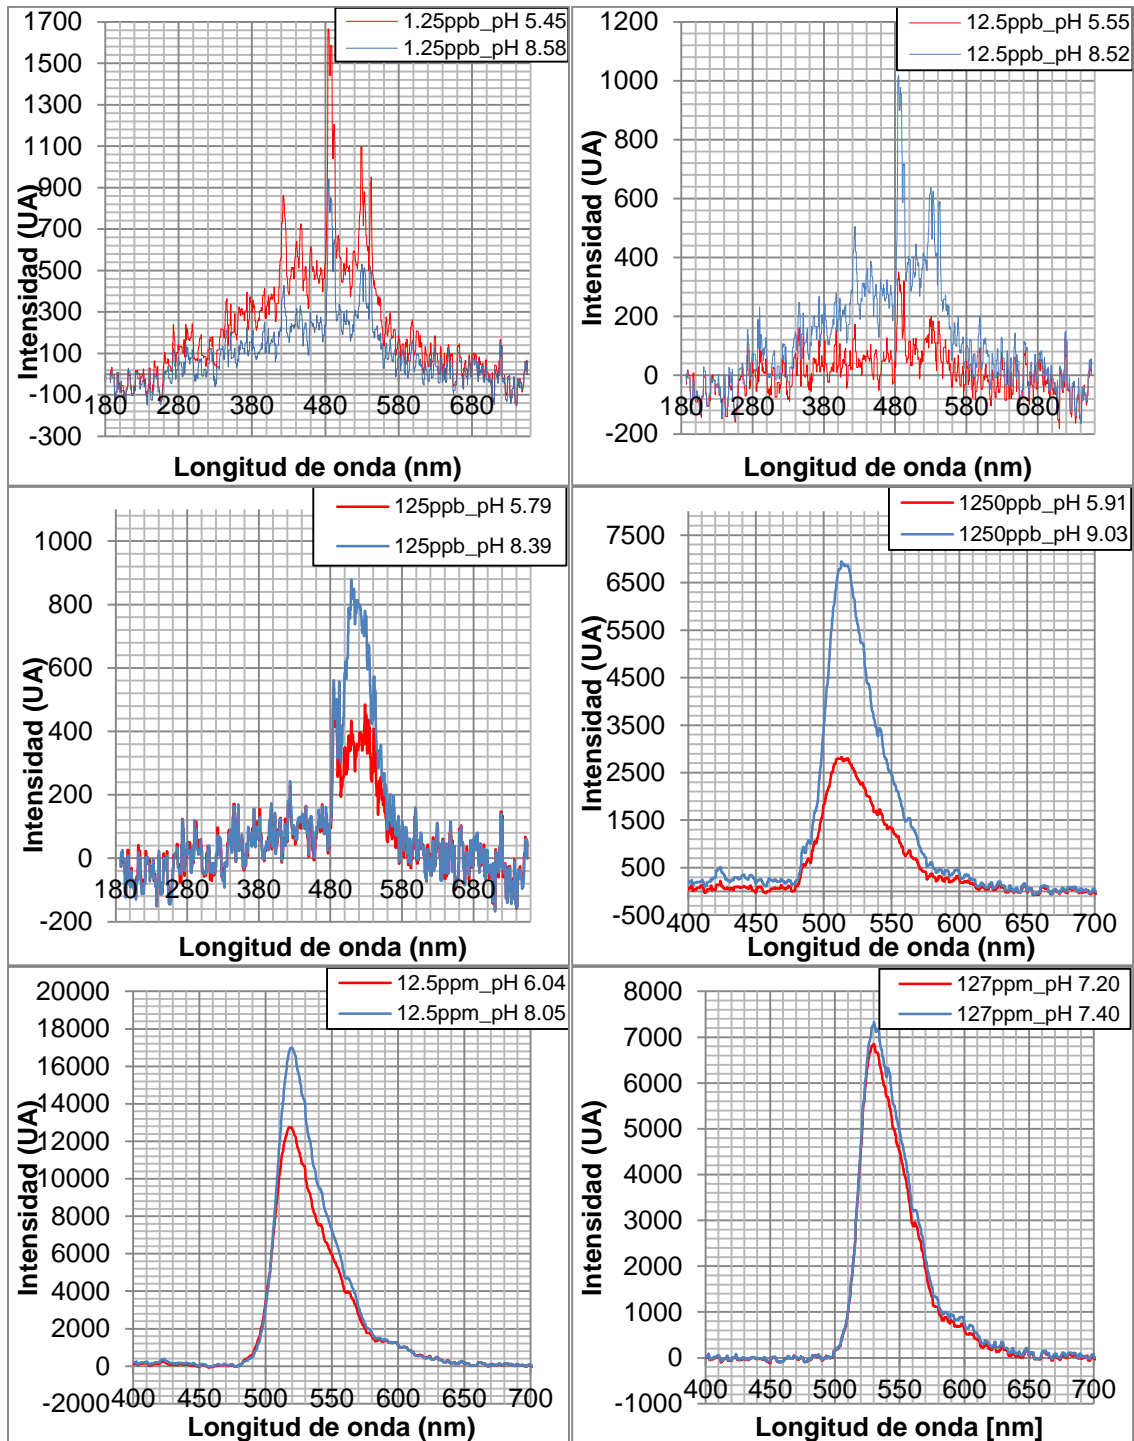 1.25ppb_pH 5.45
1.25ppb_pH 8.58
1700
1500
1300
1100
900
700
500
300
100
-100
-300
180 280 380 480 580 680
Intensidad (UA)
Longitud de onda (nm)
12.5ppb_pH 5.55
12.5ppb_pH 8.52
1200
1000
800
600
400
200
0
-200
180 280 380 480 580 680
Intensidad (UA)
Longitud de onda (nm)
125ppb_pH 5.79
125ppb_pH 8.39
1000
800
600
400
200
0
-200
180 280 380 480 580 680
Intensidad (UA)
Longitud de onda (nm)
1250ppb_pH 5.91
1250ppb_pH 9.03
7500
6500
5500
4500
3500
2500
1500
500
-500
400 450 500 550 600 650 700
Intensidad (UA)
Longitud de onda (nm)
12.5ppm_pH 6.04
12.5ppm_pH 8.05
20000
18000
16000
14000
12000
10000
8000
6000
4000
2000
0
-2000
400 450 500 550 600 650 700
Intensidad (UA)
Longitud de onda (nm)
127ppm_pH 7.20
127ppm_pH 7.40
8000
7000
6000
5000
4000
3000
2000
1000
0
-1000
400 450 500 550 600 650 700
Intensidad (UA)
Longitud de onda [nm]